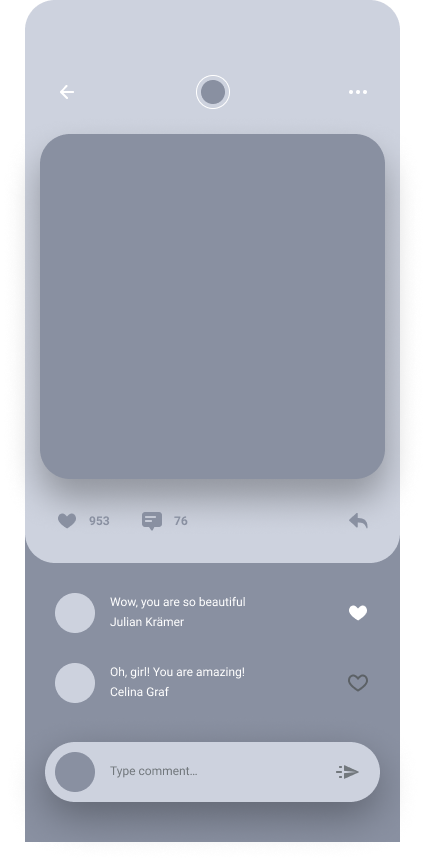 953 76
Wow, you are so beautiful
Julian Krämer
Oh, girl! You are amazing!
Celina Graf
Type comment...